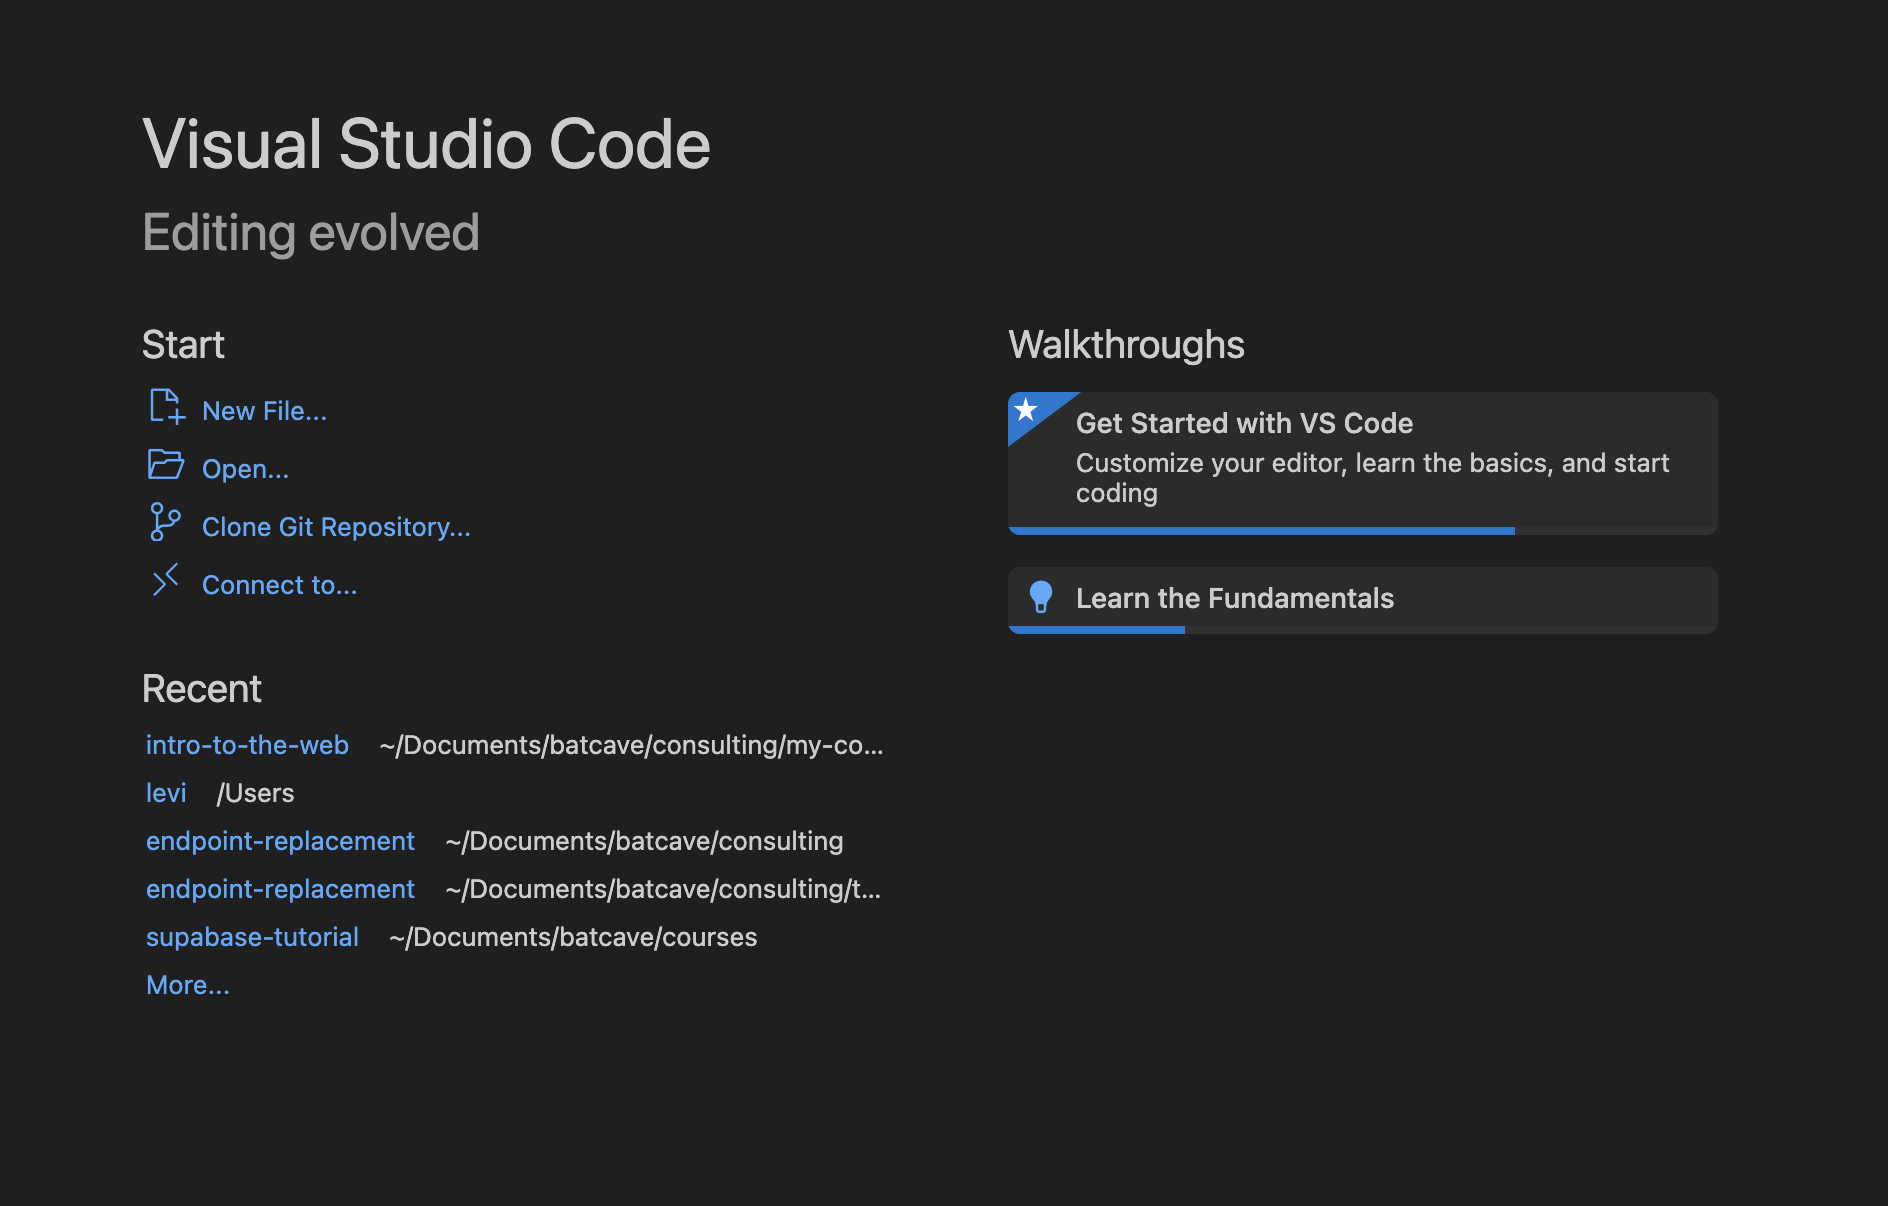 Visual Studio Code
Editing evolved
Start
New File...
Open...
Clone Git Repository...
Connect to...
Recent
intro-to-the-web ~/Documents/batcave/consulting/my-co...
levi /Users
endpoint-replacement ~/Documents/batcave/consulting
endpoint-replacement ~/Documents/batcave/consulting/t...
supabase-tutorial ~/Documents/batcave/courses
More...
Walkthroughs
Get Started with VS Code
Customize your editor, learn the basics, and start
coding
Learn the Fundamentals